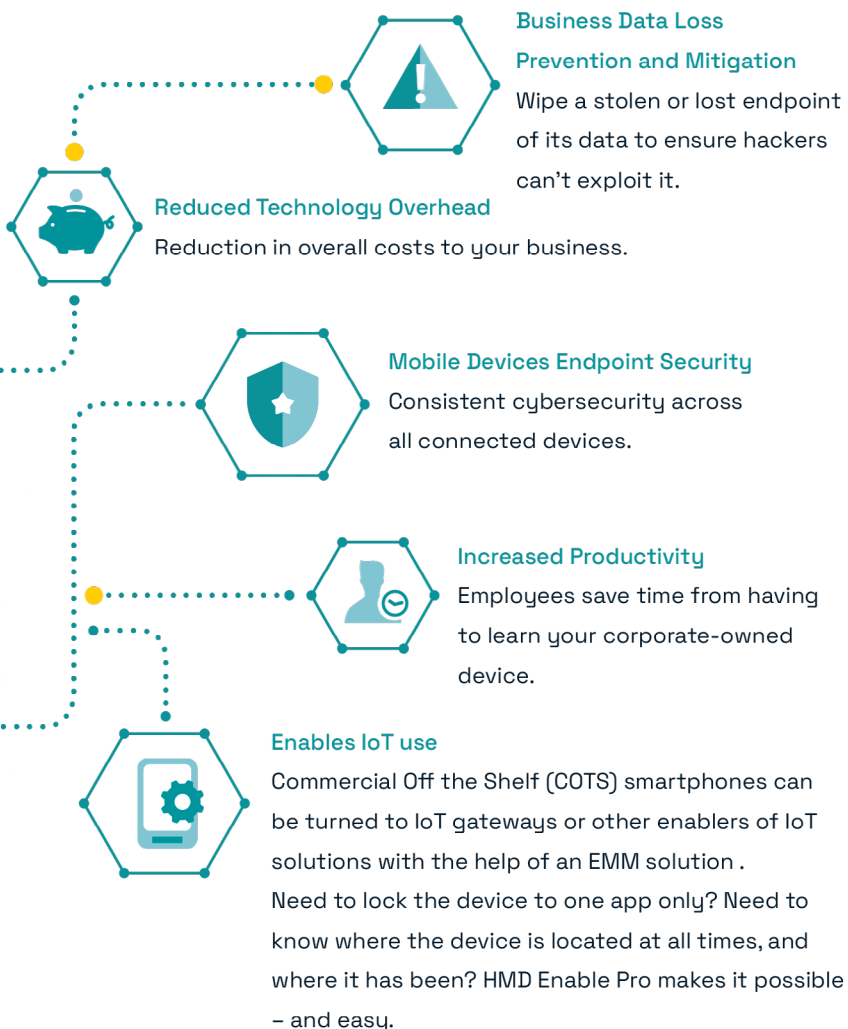 Business Data Loss
Prevention and Mitigation
Wipe a stolen or lost endpoint
of its data to ensure hackers
can't exploit it.
Reduced Technology Overhead
Reduction in overall costs to your business.
Mobile Devices Endpoint Security
Consistent cybersecurity across
all connected devices.
Increased Productivity
Employees save time from having
to learn your corporate-owned
device.
Enables IoT use
Commercial Off the Shelf (COTS) smartphones can
be turned to IoT gateways or other enablers of IoT
solutions with the help of an EMM solution .
Need to lock the device to one app only? Need to
know where the device is located at all times, and
where it has been? HMD Enable Pro makes it possible
– and easy.